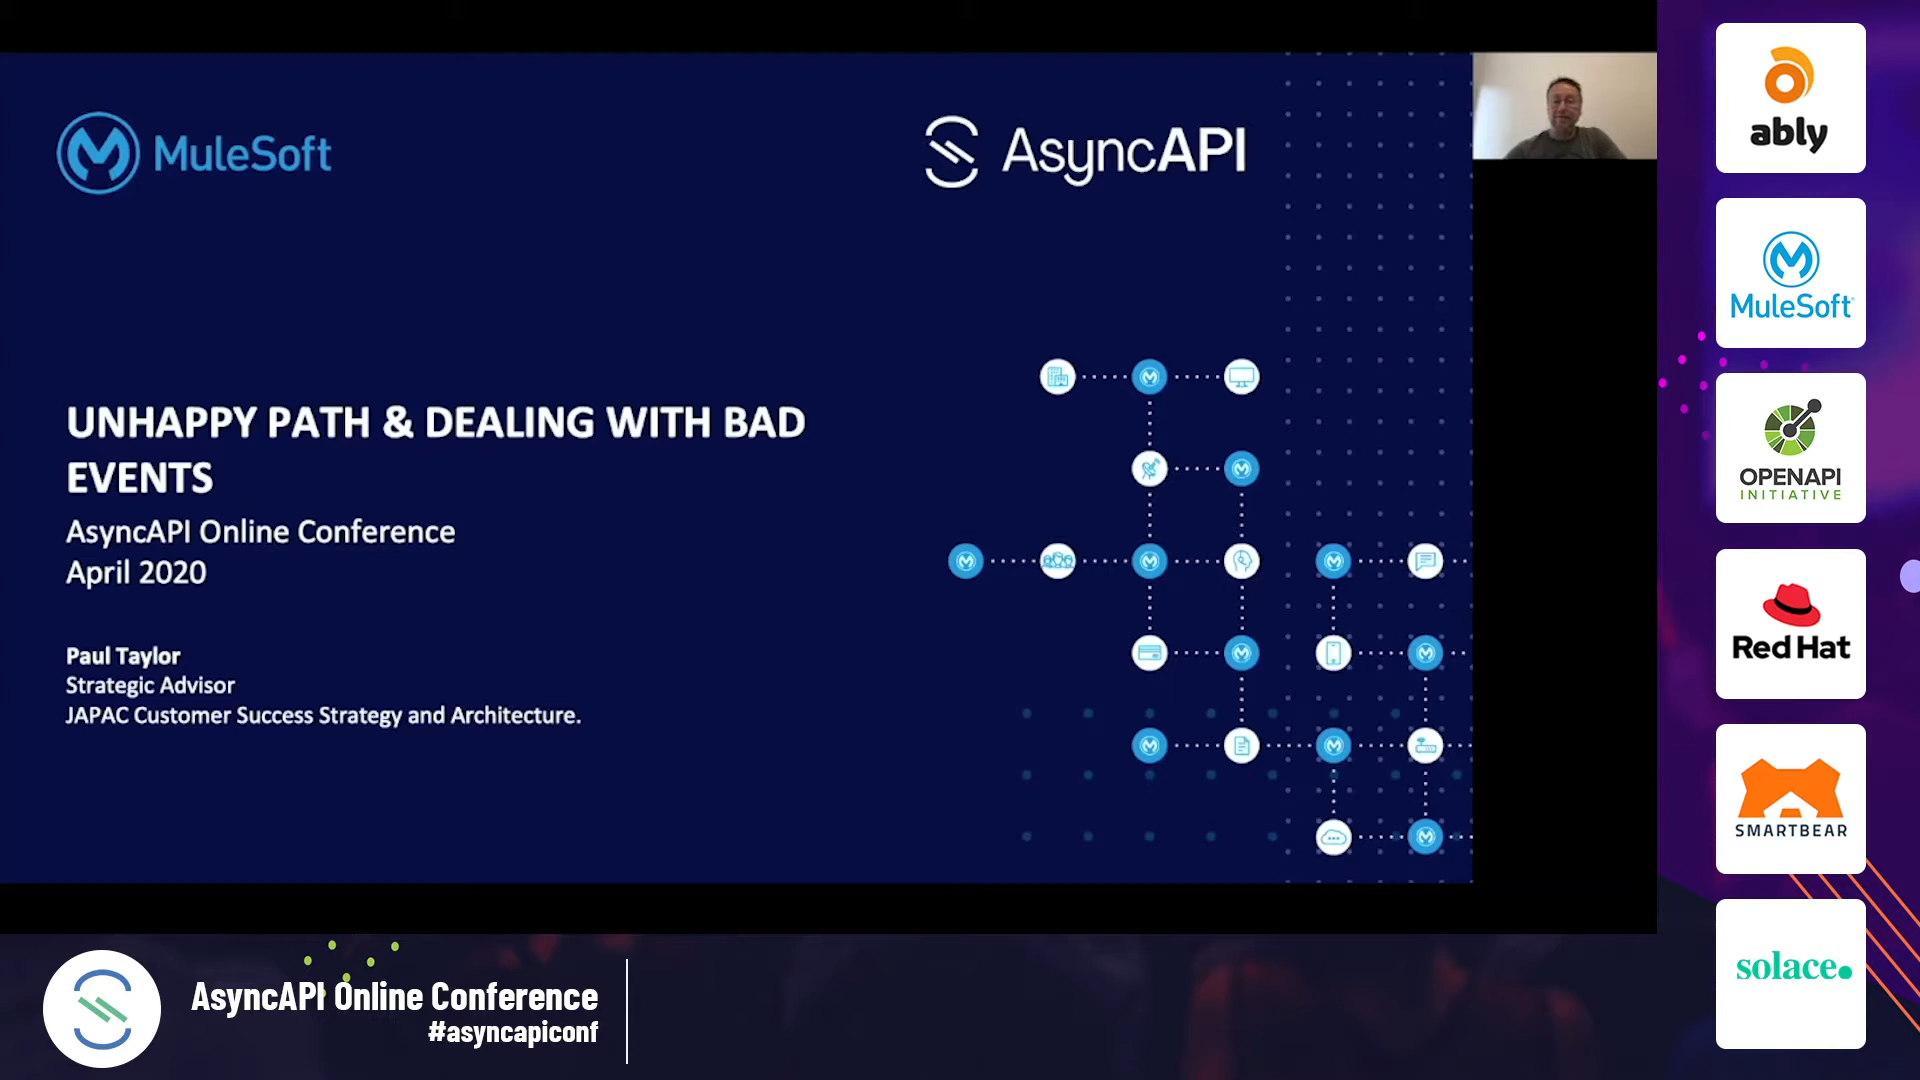 MuleSoft
AsyncAPI
UNHAPPY PATH & DEALING WITH BAD
EVENTS
AsyncAPI Online Conference
April 2020
Paul Taylor
Strategic Advisor
JAPAC Customer Success Strategy and Architecture.
ably
MuleSoft
OPENAPI
INITIATIVE
Red Hat
SMARTBEAR
solace.
AsyncAPI Online Conference
#asyncapiconf